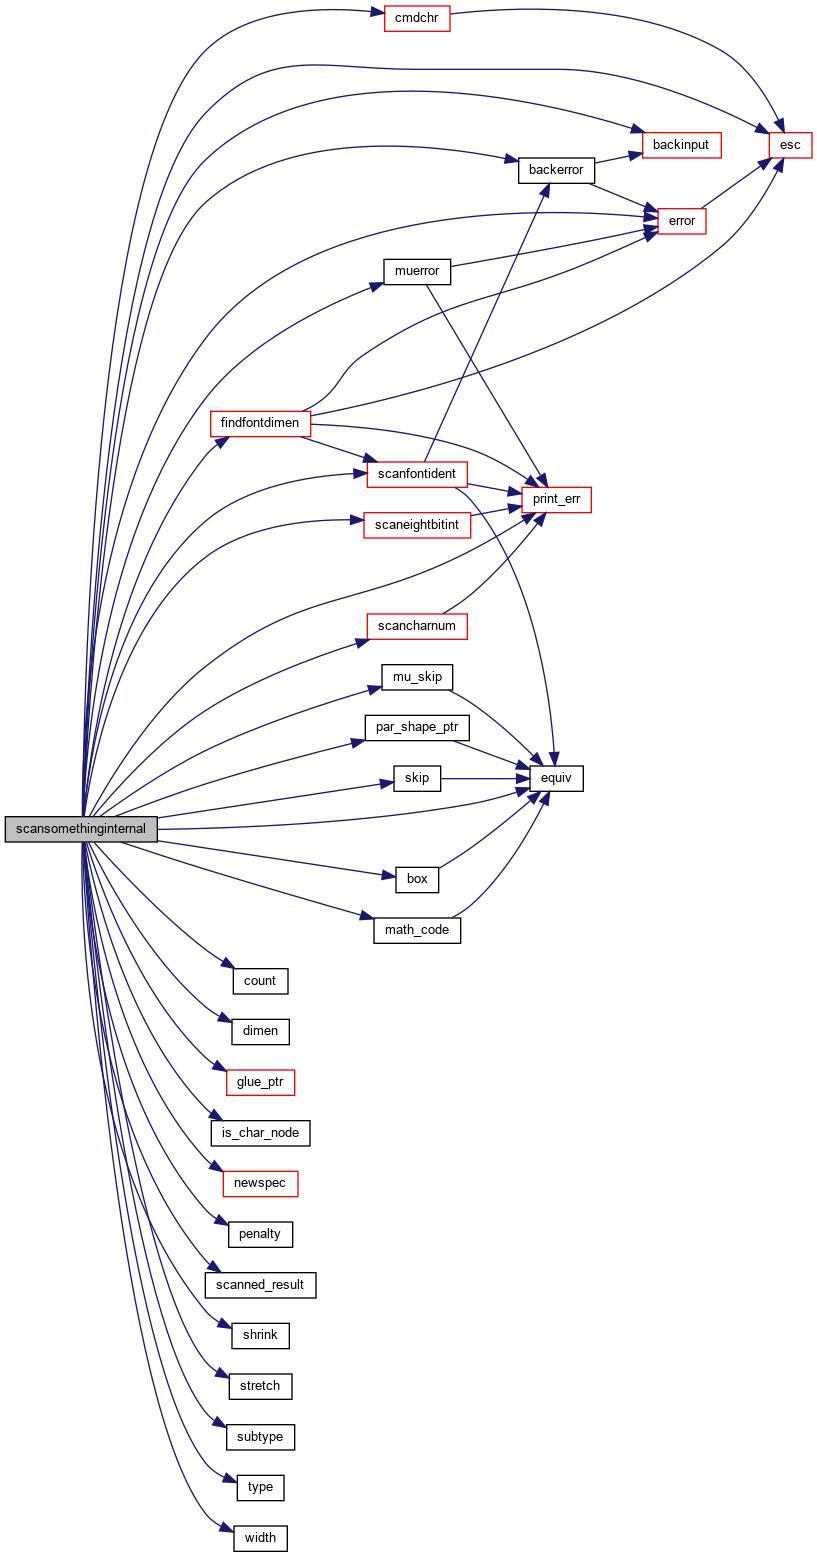 cmdchr
backinput
esc
backerror
error
muerror
findfontdimen
scanfontident
print_err
scaneightbitint
scancharnum
mu_skip
par_shape_ptr
skip
equiv
scansomethinginternal
box
math_code
count
dimen
glue_ptr
is_char_node
newspec
penalty
scanned_result
shrink
stretch
subtype
type
width